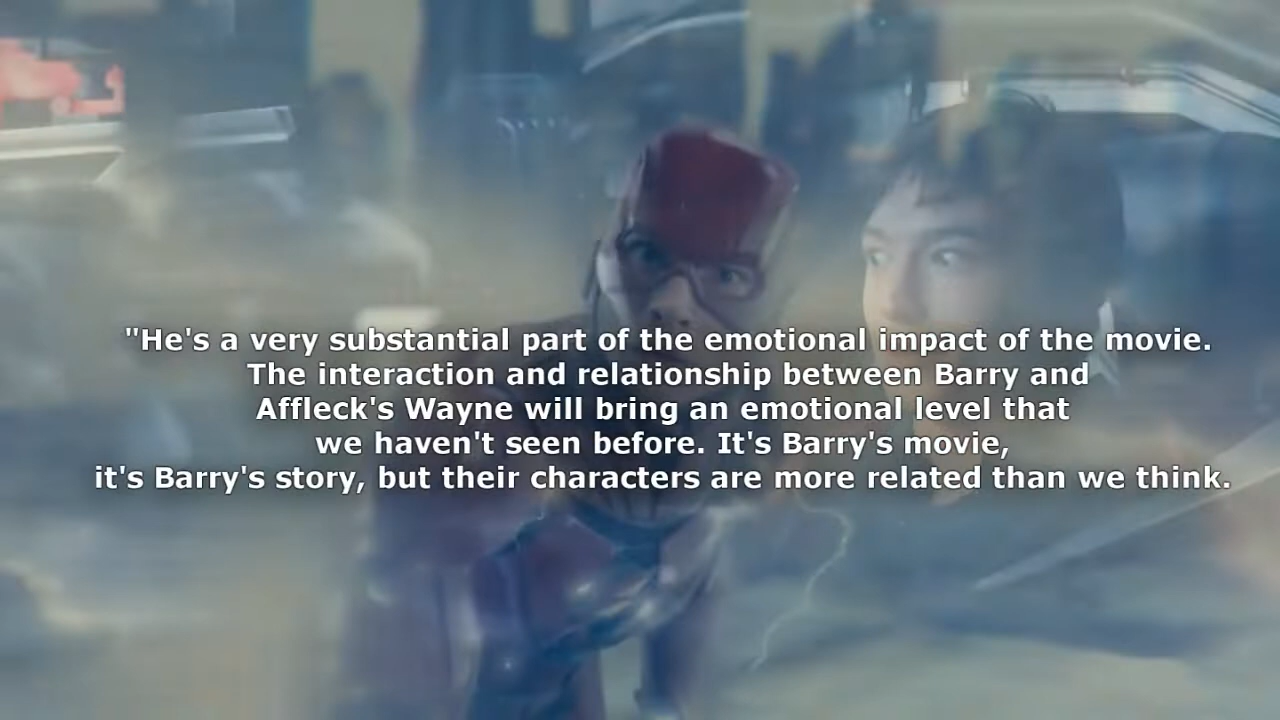 "He's a very substantial part of the emotional impact of the movie.
The interaction and relationship between Barry and
Affleck's Wayne will bring an emotional level that
we haven't seen before. It's Barry's movie,
it's Barry's story, but their characters are more related than we think.